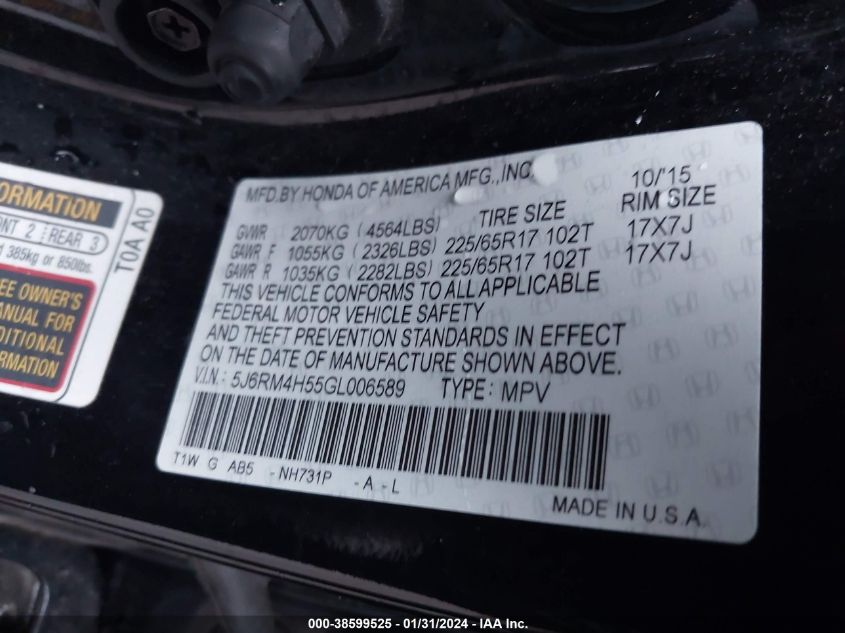 FORMATION
NT 2 REAR 3
385kg or 850lbs.
EE OWNER'S
ANUAL FOR
DITIONAL
ORMATION
T0A A0
MFD.BY HONDA OF AMERICA MFG.,INC. 10/'15
GVWR 2070KG (4564LBS) TIRE SIZE RIM SIZE
GAWR F 1055KG (2326LBS) 225/65R17 102T 17X7J
GAWR R 1035KG (2282LBS) 225/65R17 102T 17X7J
THIS VEHICLE CONFORMS TO ALL APPLICABLE
FEDERAL MOTOR VEHICLE SAFETY
AND THEFT PREVENTION STANDARDS IN EFFECT
ON THE DATE OF MANUFACTURE SHOWN ABOVE.
V.I.N.: 5J6RM4H55GL006589 TYPE: MPV
T1W G AB5 -NH731P -A-L
MADE IN U.S.A.
000-38599525 - 01/31/2024 - IAA Inc.